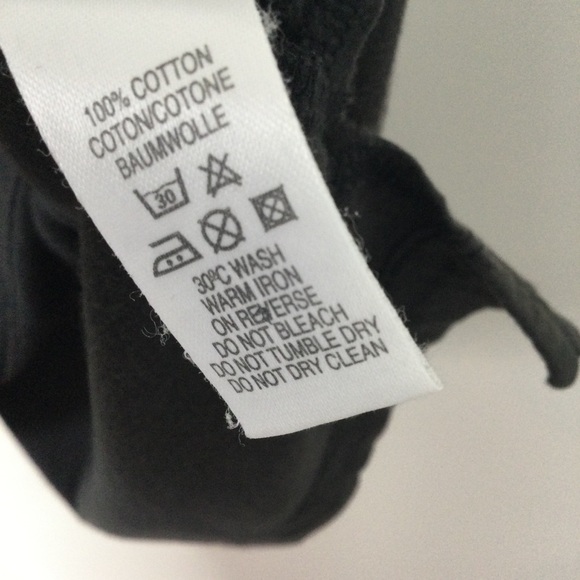 100% COTTON
COTON/COTONE
BAUMWOLLE
30
30°C WASH
WARM IRON
ON REVERSE
DO NOT BLEACH
DO NOT TUMBLE DRY
DO NOT DRY CLEAN